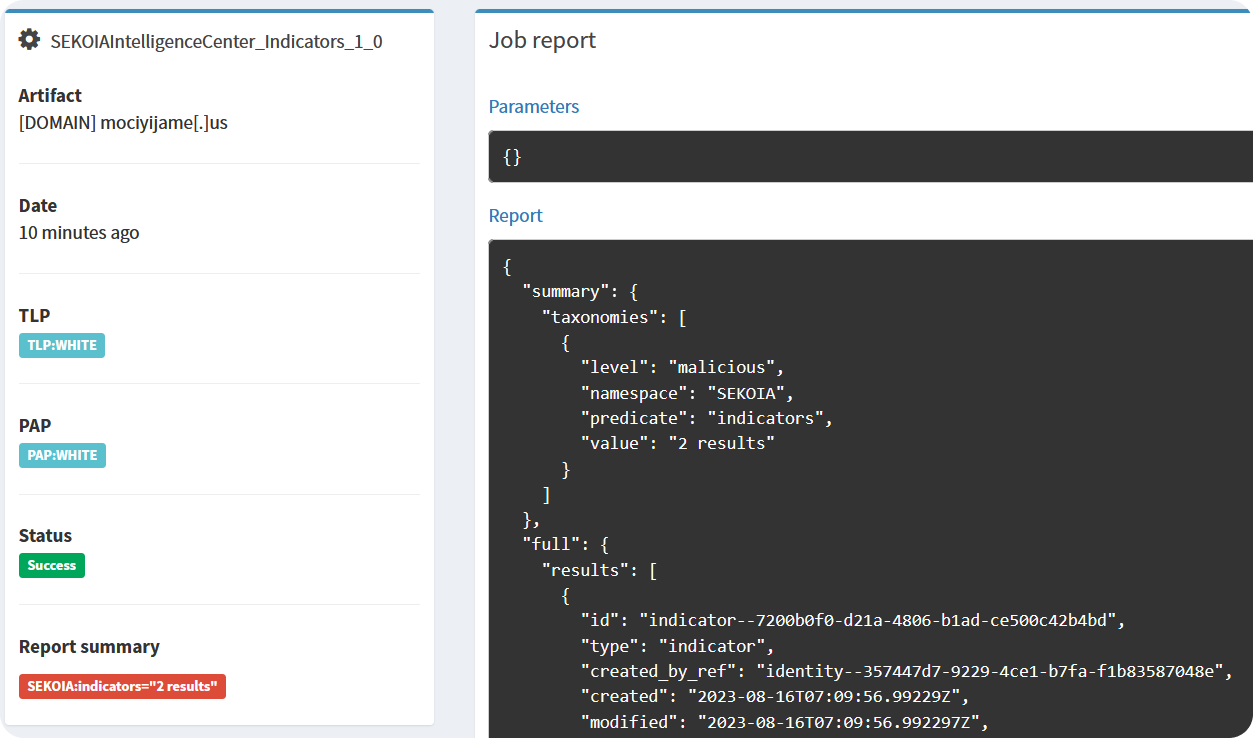 SEKOIAIntelligenceCenter_Indicators_1_0
Artifact
[DOMAIN] mociyijame[.]us
Date
10 minutes ago
TLP
TLP:WHITE
PAP
PAP:WHITE
Status
Success
Report summary
SEKOIA:indicators="2 results"
Job report
Parameters
{}
Report
{
"summary": {
"taxonomies": [
{
"level": "malicious",
"namespace": "SEKOIA",
"predicate": "indicators",
"value": "2 results"
}
]
},
"full": {
"results": [
{
"id": "indicator--7200b0f0-d21a-4806-b1ad-ce500c42b4bd",
"type": "indicator",
"created_by_ref": "identity--357447d7-9229-4ce1-b7fa-f1b83587048e",
"created": "2023-08-16T07:09:56.99229Z",
"modified": "2023-08-16T07:09:56.992297Z",